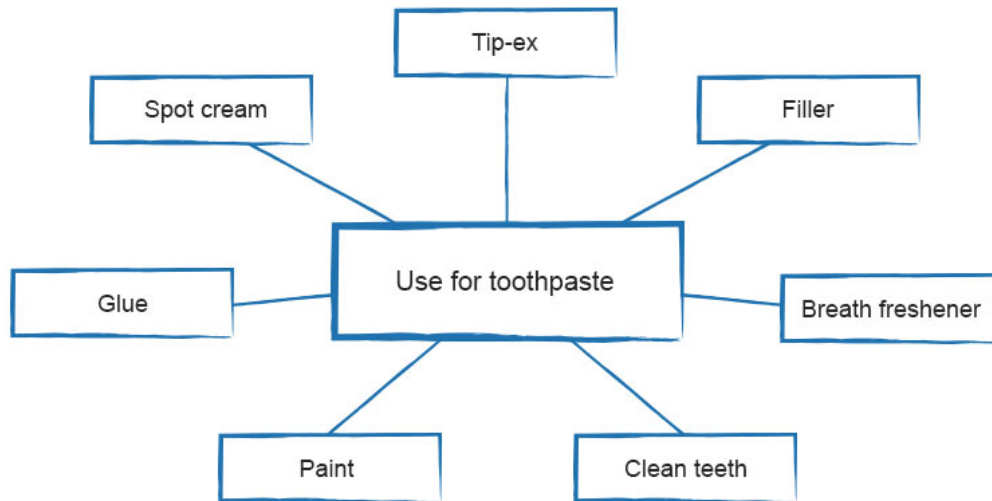 Tip-ex
Spot cream
Filler
Use for toothpaste
Glue
Breath freshener
Paint
Clean teeth